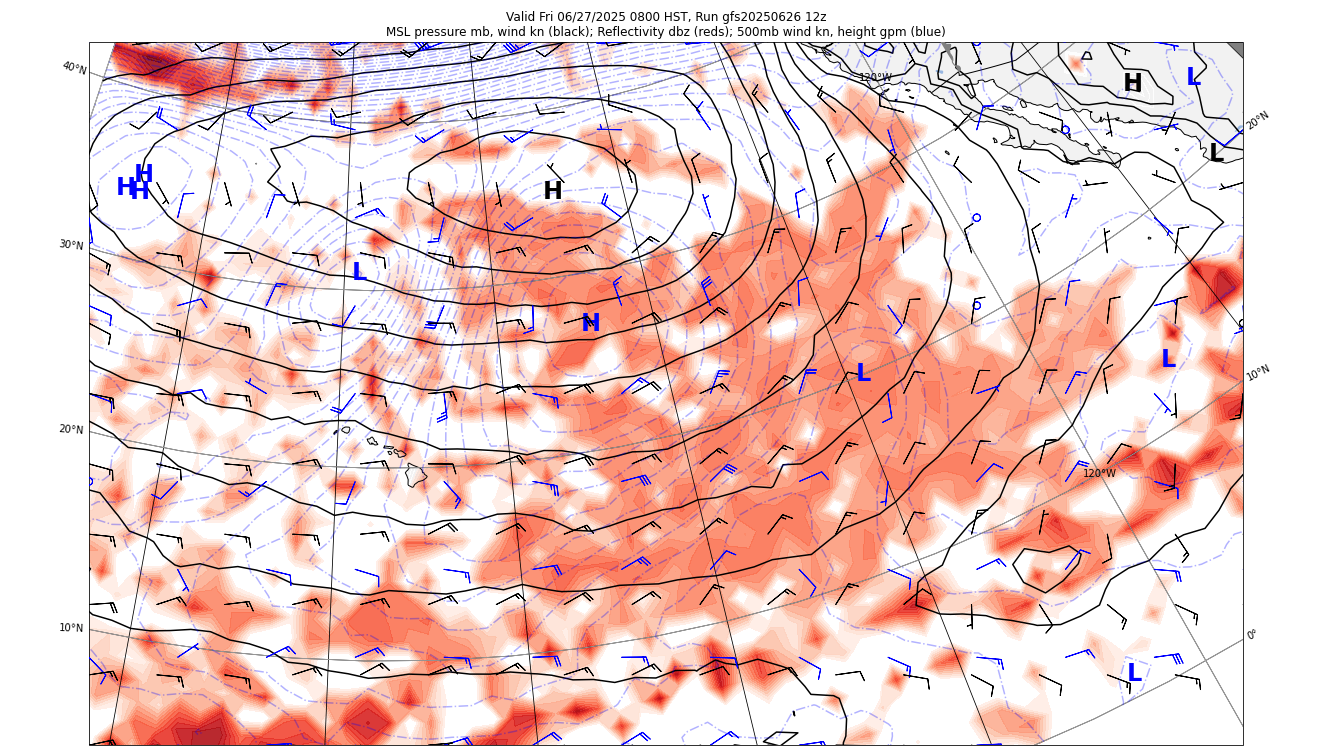 Valid Fri 06/27/2025 0800 HST, Run gfs20250626 12z
MSL pressure mb, wind kn (black); Reflectivity dbz (reds); 500mb wind kn, height gpm (blue)
40°N
120°W
H
L
20°N
L
H
H
H
H
H
30°N
L
H
L
L
10°N
20°N
120°W
10°N
0°
L